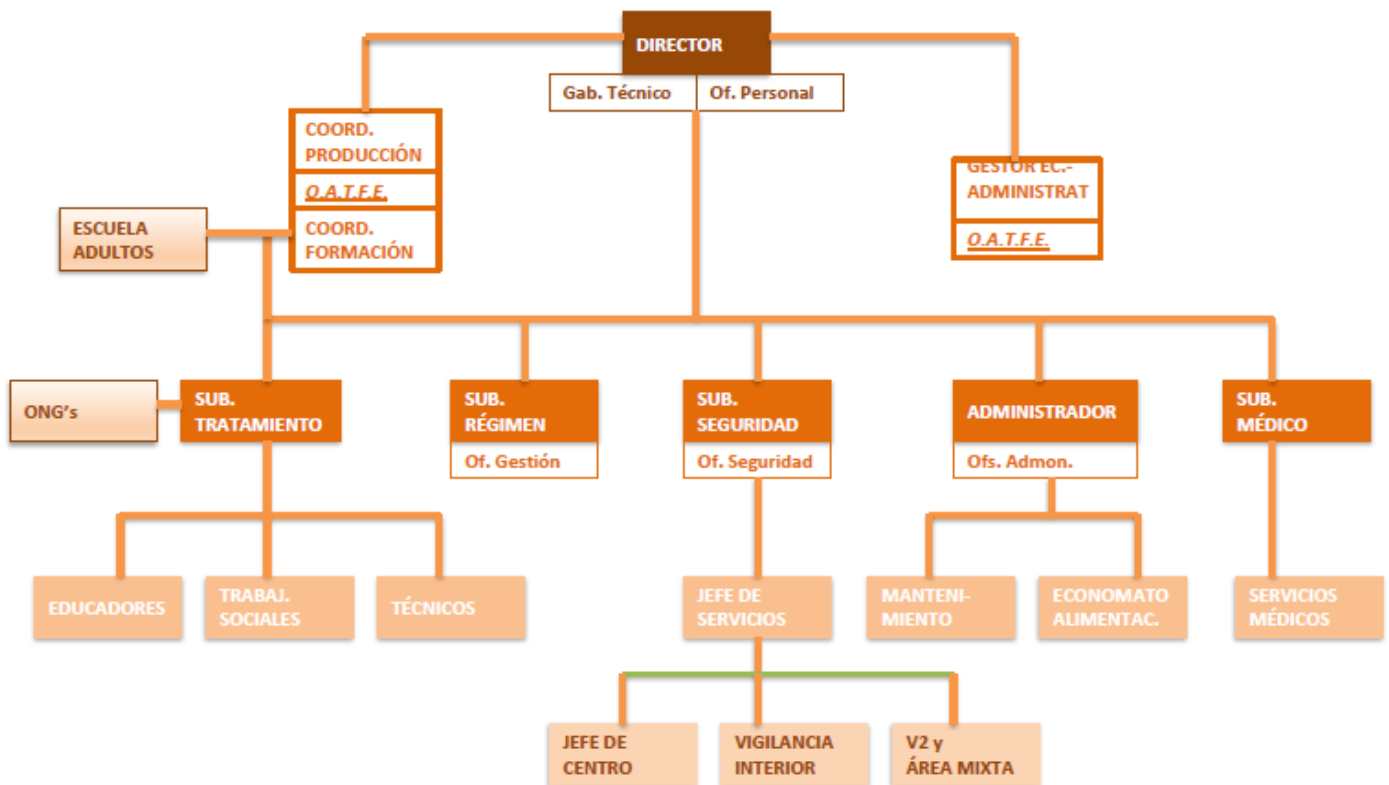 DIRECTOR
Gab. Técnico
Of. Personal
COORD.
PRODUCCIÓN
O.A.T.F.E.
COORD.
FORMACIÓN
GESTOR EC.-
ADMINISTRAT
O.A.T.F.E.
ESCUELA
ADULTOS
ONG's
SUB.
TRATAMIENTO
SUB.
RÉGIMEN
Of. Gestión
SUB.
SEGURIDAD
Of. Seguridad
ADMINISTRADOR
Ofs. Admon.
SUB.
MÉDICO
EDUCADORES
TRABAJ.
SOCIALES
TÉCNICOS
JEFE DE
SERVICIOS
MANTENI-
MIENTO
ECONOMATO
ALIMENTAC.
SERVICIOS
MÉDICOS
JEFE DE
CENTRO
VIGILANCIA
INTERIOR
V2 y
ÁREA MIXTA